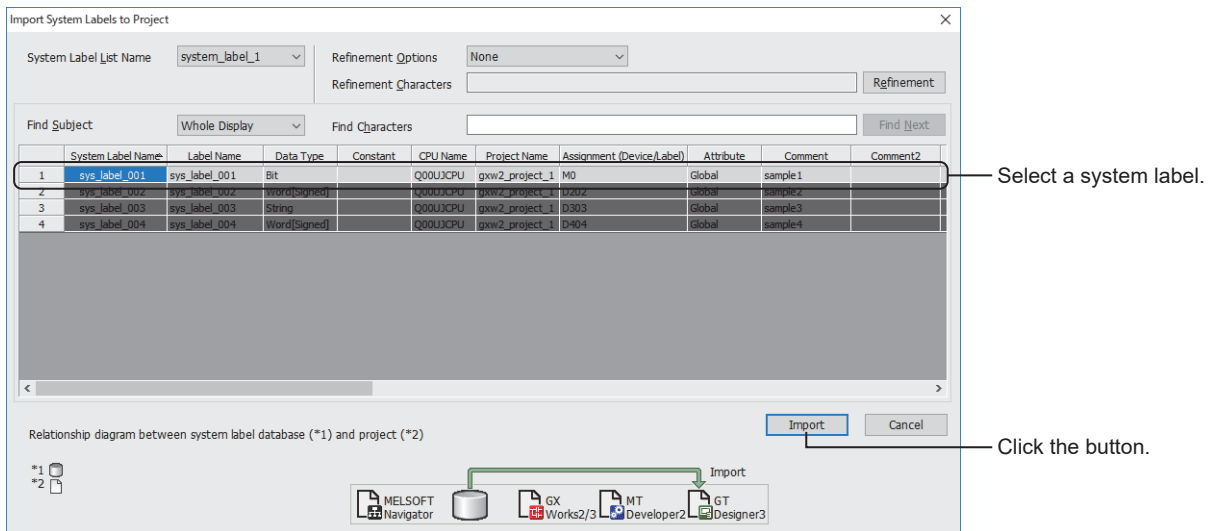 Import System Labels to Project
System Label List Name system_label_1 Refinement Options None
Refinement Characters Refinement
Find Subject Whole Display Find Characters Find Next
System Label Name Label Name Data Type Constant CPU Name Project Name Assignment (Device/Label) Attribute Comment Comment2
1 sys_label_001 sys_label_001 Bit Q00UJCPU gxw2_project_1 M0 Global sample1
Select a system label.
2 sys_label_002 sys_label_002 Word[Signed] Q00UJCPU gxw2_project_1 D202 Global sample2
3 sys_label_003 sys_label_003 String Q00UJCPU gxw2_project_1 D303 Global sample3
4 sys_label_004 sys_label_004 Word[Signed] Q00UJCPU gxw2_project_1 D404 Global sample4
Import Cancel
Click the button.
Relationship diagram between system label database (*1) and project (*2)
*1
*2
Import
MELSOFT Navigator
GX Works2/3
MT Developer2
GT Designer3